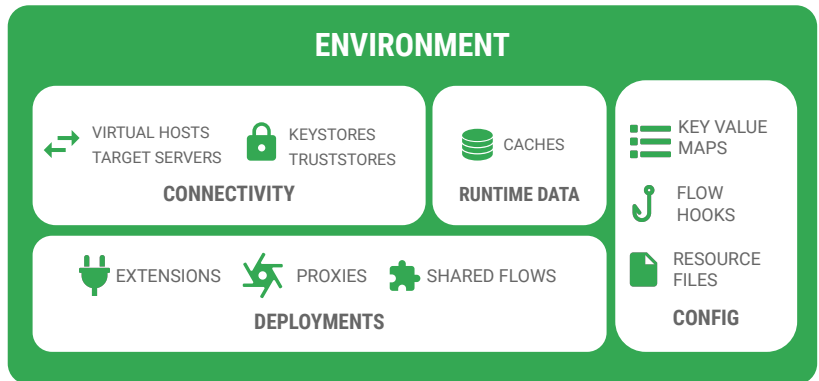 ENVIRONMENT
VIRTUAL HOSTS
TARGET SERVERS
KEYSTORES
TRUSTSTORES
CONNECTIVITY
CACHES
RUNTIME DATA
KEY VALUE
MAPS
FLOW
HOOKS
RESOURCE
FILES
CONFIG
EXTENSIONS
PROXIES
SHARED FLOWS
DEPLOYMENTS